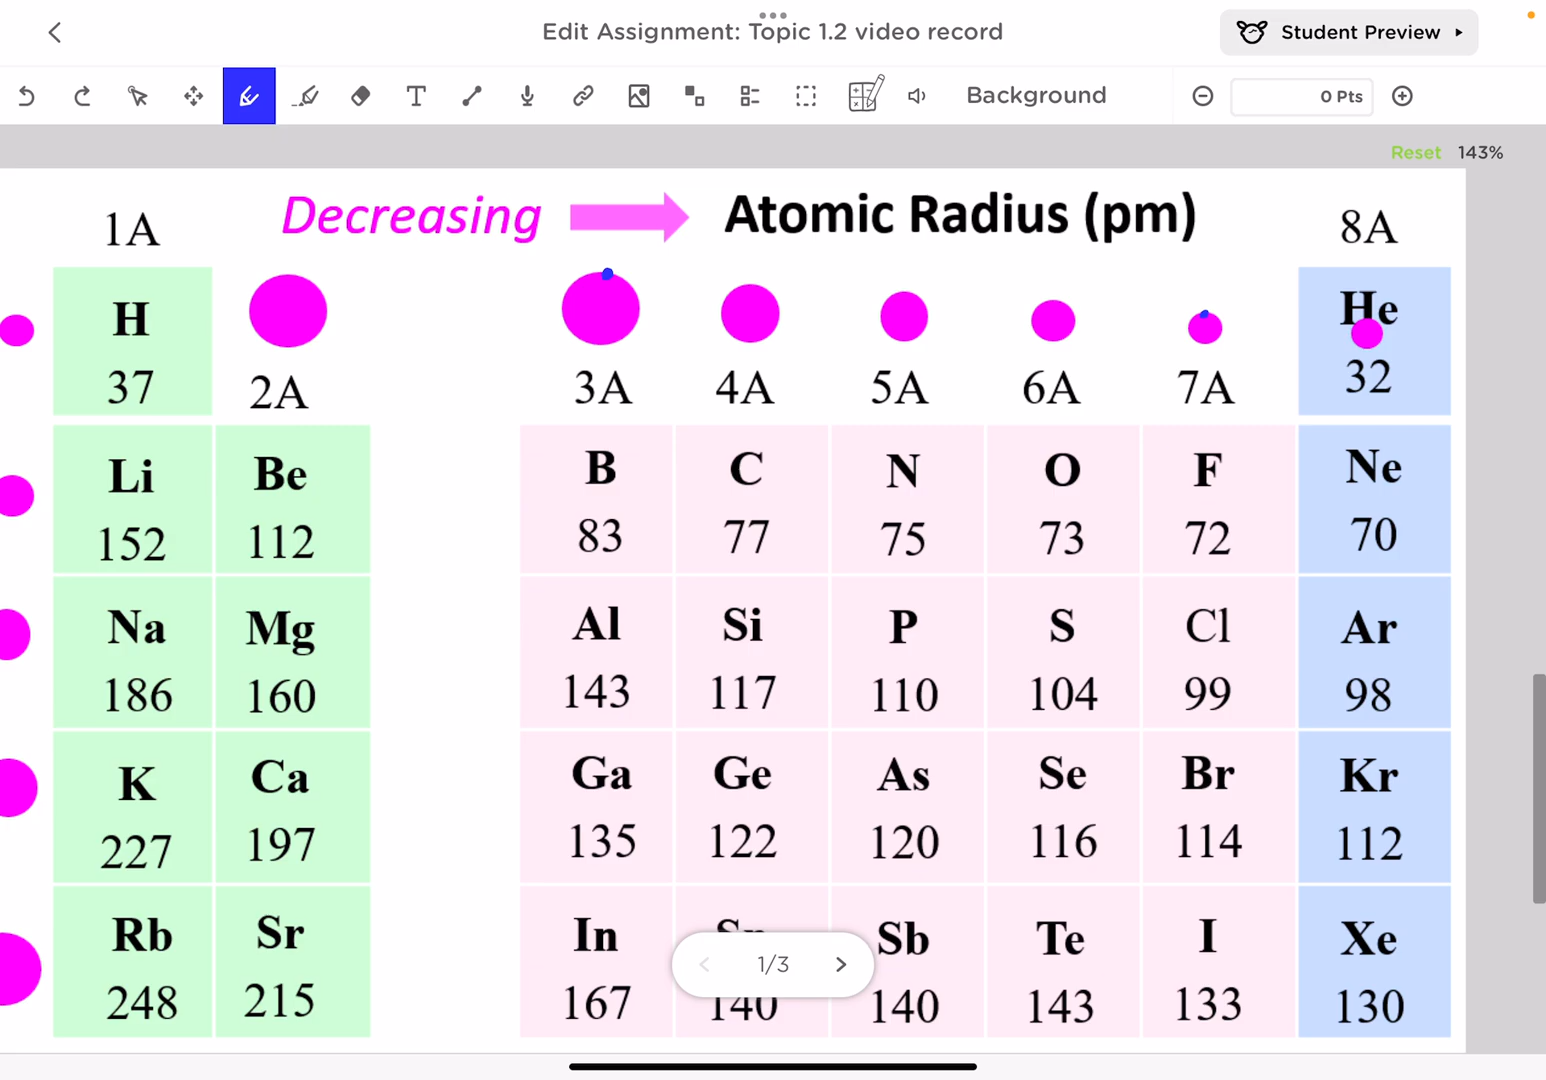 Edit Assignment: Topic 1.2 video record
Student Preview
Background
0 Pts
Reset 143%
1A Decreasing Atomic Radius (pm) 8A
H He
37 2A 3A 4A 5A 6A 7A 32
Li Be B C N O F Ne
152 112 83 77 75 73 72 70
Na Mg Al Si P S Cl Ar
186 160 143 117 110 104 99 98
K Ca Ga Ge As Se Br Kr
227 197 135 122 120 116 114 112
Rb Sr In Sb Te I Xe
1/3
248 215 167 140 140 143 133 130